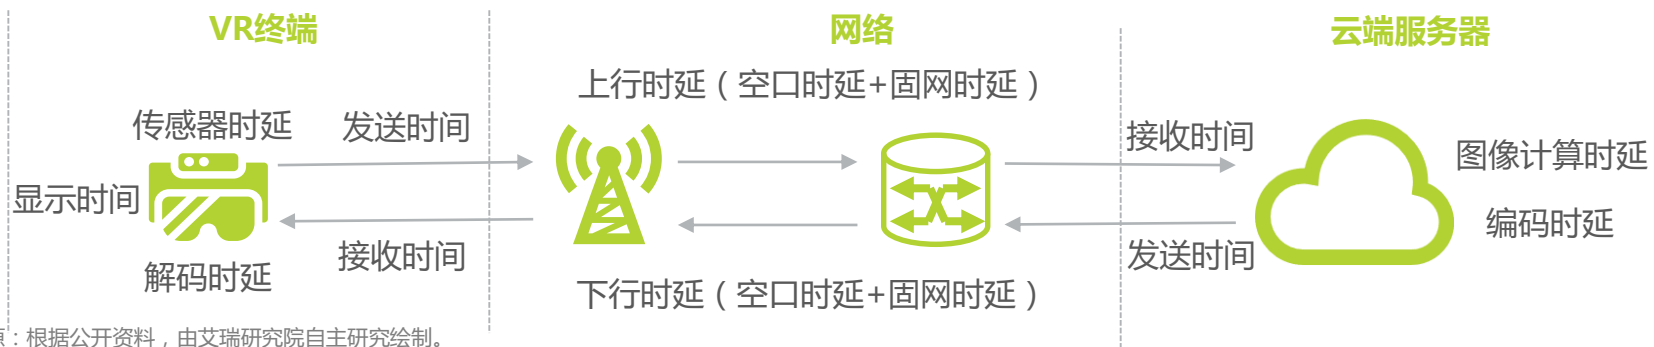 VR终端
网络
云端服务器
上行时延（空口时延+固网时延）
传感器时延
发送时间
接收时间
图像计算时延
显示时间
编码时延
接收时间
发送时间
解码时延
下行时延（空口时延+固网时延）
：根据公开资料，由艾瑞研究院自主研究绘制。